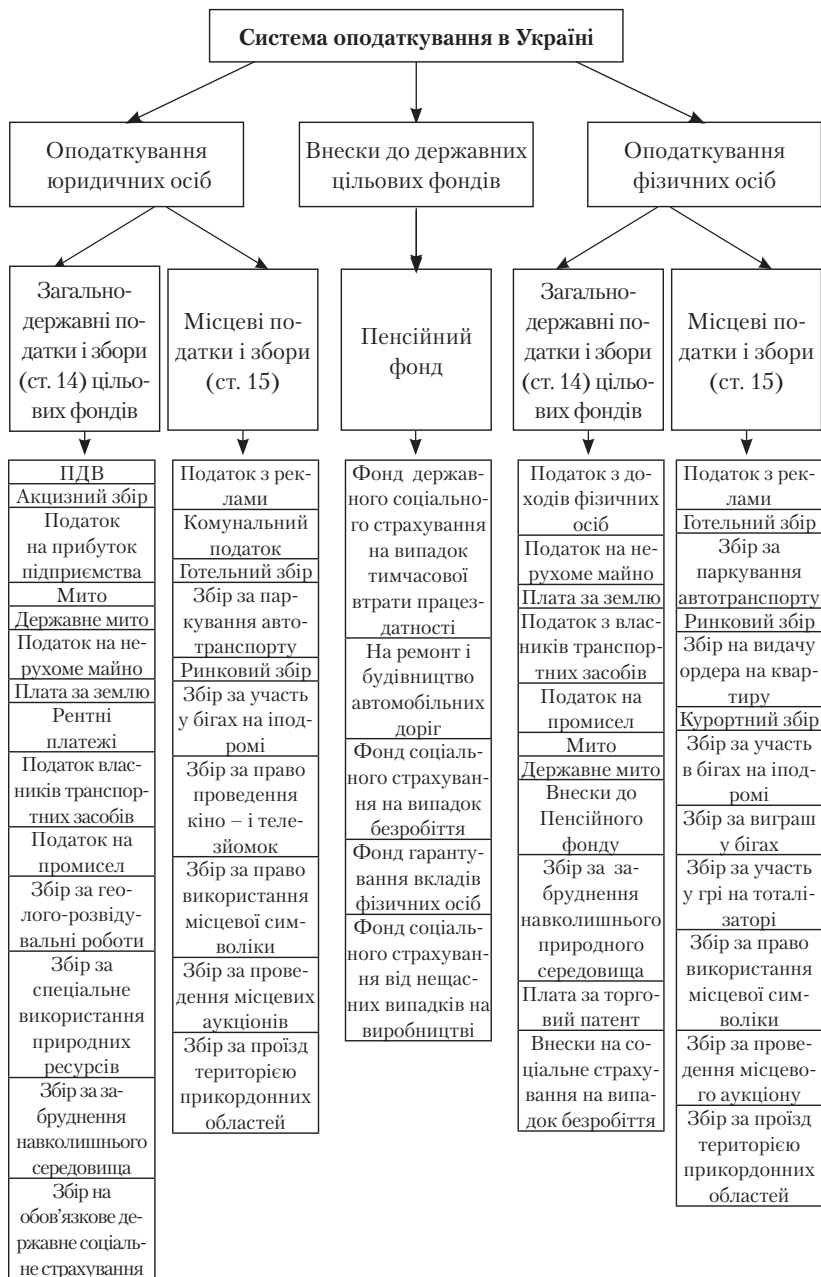 Система оподаткування в Україні
Оподаткування
юридичних осіб
Внески до державних
цільових фондів
Оподаткування
фізичних осіб
Загально-
державні по-
датки і збори
(ст. 14) цільо-
вих фондів
Місцеві по-
датки і збори
(ст. 15)
Пенсійний
фонд
Загально-
державні по-
датки і збори
(ст. 14) цільо-
вих фондів
Місцеві по-
датки і збори
(ст. 15)
ПДВ
Акцизний збір
Податок
на прибуток
підприємства
Мито
Державне мито
Податок на не-
рухоме майно
Плата за землю
Рентні
платежі
Податок влас-
ників транспор-
тних засобів
Податок на
промисел
Збір за гео-
лого-розвіду-
вальні роботи
Збір за
спеціальне
використання
природних
ресурсів
Збір за за-
бруднення
навколишнього
середовища
Збір на
обов’язкове де-
ржавне соціаль-
не страхування
Податок з рек-
лами
Комунальний
податок
Готельний збір
Збір за пар-
кування авто-
транспорту
Ринковий збір
Збір за участь
у бігах на іпод-
ромі
Збір за право
проведення
кіно – і теле-
зйомок
Збір за право
використання
місцевої сим-
воліки
Збір за прове-
дення місцевих
аукціонів
Збір за проїзд
територією
прикордонних
областей
Фонд держав-
ного соціально-
го страхування
на випадок
тимчасової
втрати працез-
датності
На ремонт і
будівництво
автомобільних
доріг
Фонд соціаль-
ного страхуван-
ня на випадок
безробіття
Фонд гаранту-
вання вкладів
фізичних осіб
Фонд соціаль-
ного страхуван-
ня від нещас-
них випадків на
виробництві
Податок з до-
ходів фізичних
осіб
Податок на не-
рухоме майно
Плата за землю
Податок з влас-
ників транспор-
тних засобів
Податок на
промисел
Мито
Державне мито
Внески до
Пенсійного
фонду
Збір за за-
бруднення
навколишнього
природного
середовища
Плата за торго-
вий патент
Внески на со-
ціальне страху-
вання на випа-
док безробіття
Податок з рек-
лами
Готельний збір
Збір за
паркування
автотранспорту
Ринковий збір
Збір на видачу
ордера на квар-
тиру
Курортний збір
Збір за участь
в бігах на іпод-
ромі
Збір за виграш
у бігах
Збір за участь
у грі на тоталі-
заторі
Збір за право
використання
місцевої сим-
воліки
Збір за прове-
дення місцево-
го аукціону
Збір за проїзд
територією
прикордонних
областей